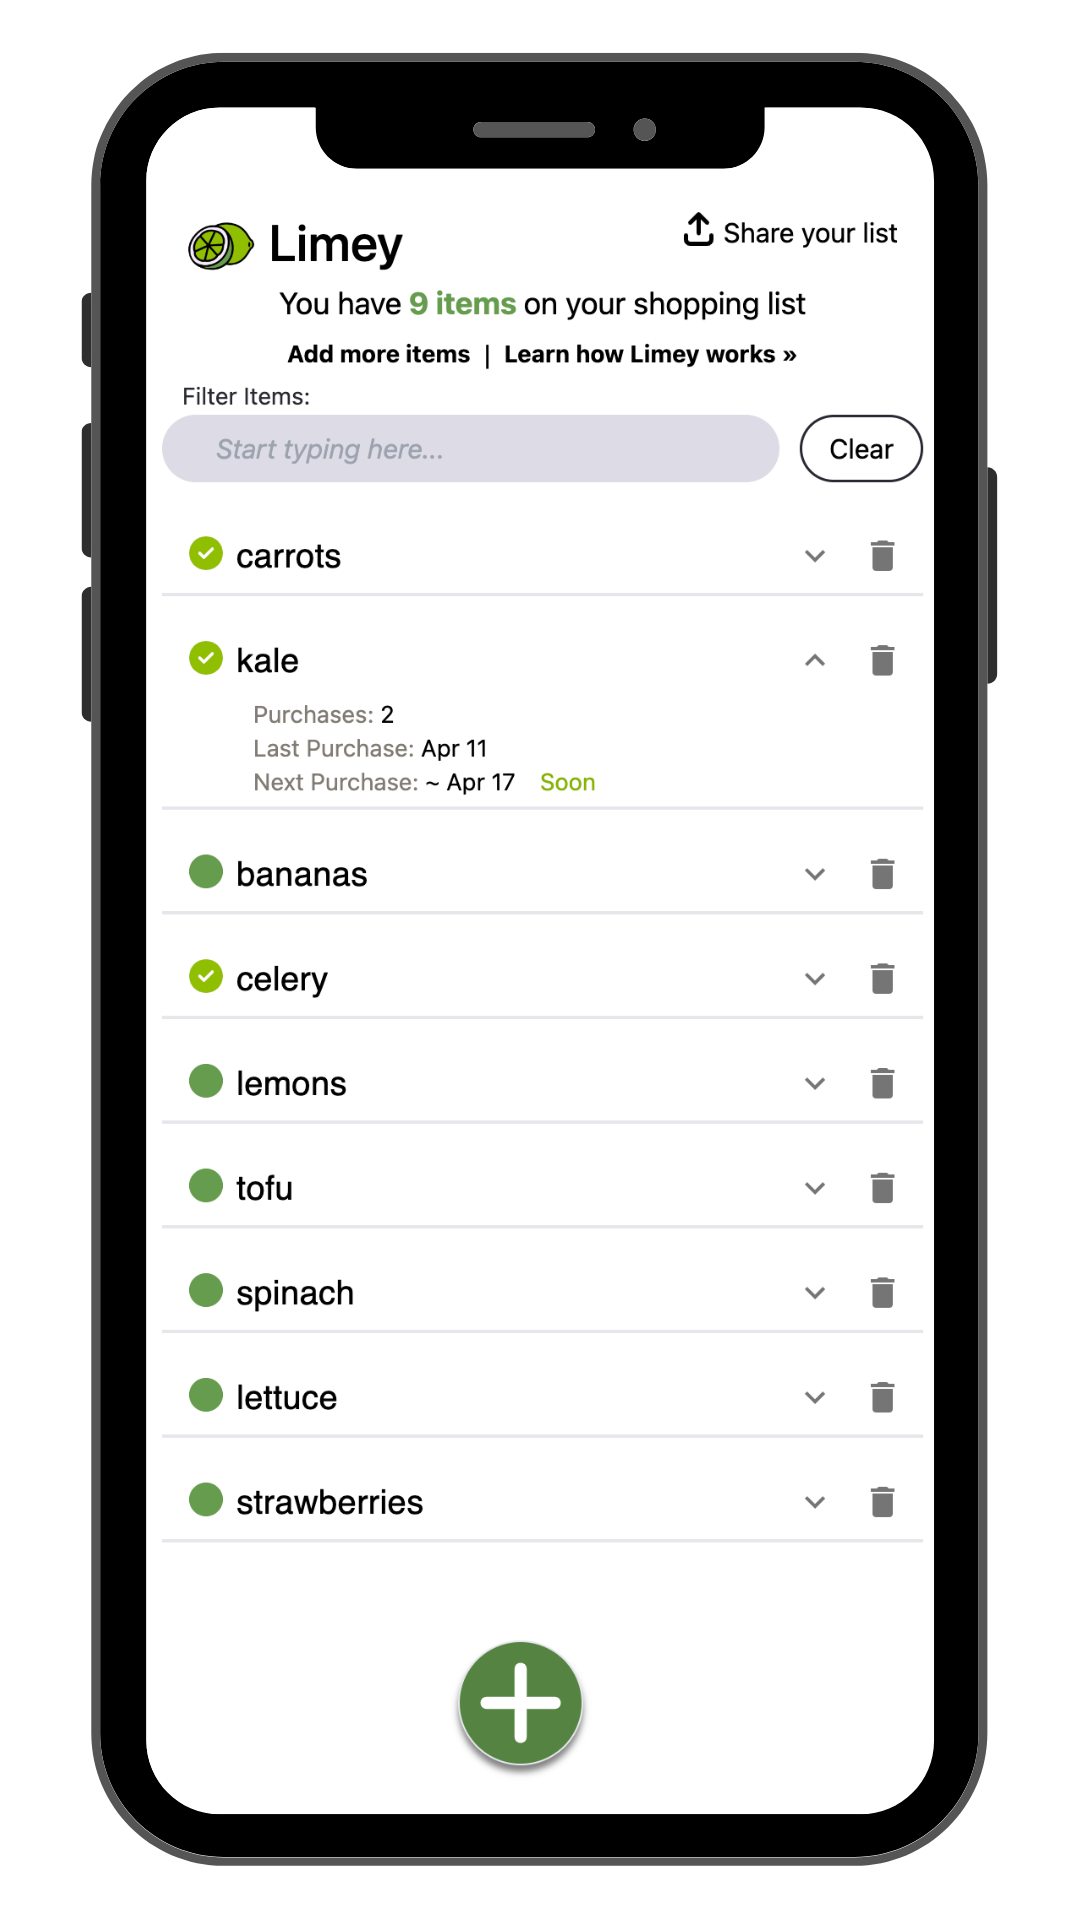 Limey
Share your list
You have 9 items on your shopping list
Add more items | Learn how Limey works »
Filter Items:
Start typing here...
Clear
carrots
kale
Purchases: 2
Last Purchase: Apr 11
Next Purchase: ~ Apr 17 Soon
bananas
celery
lemons
tofu
spinach
lettuce
strawberries